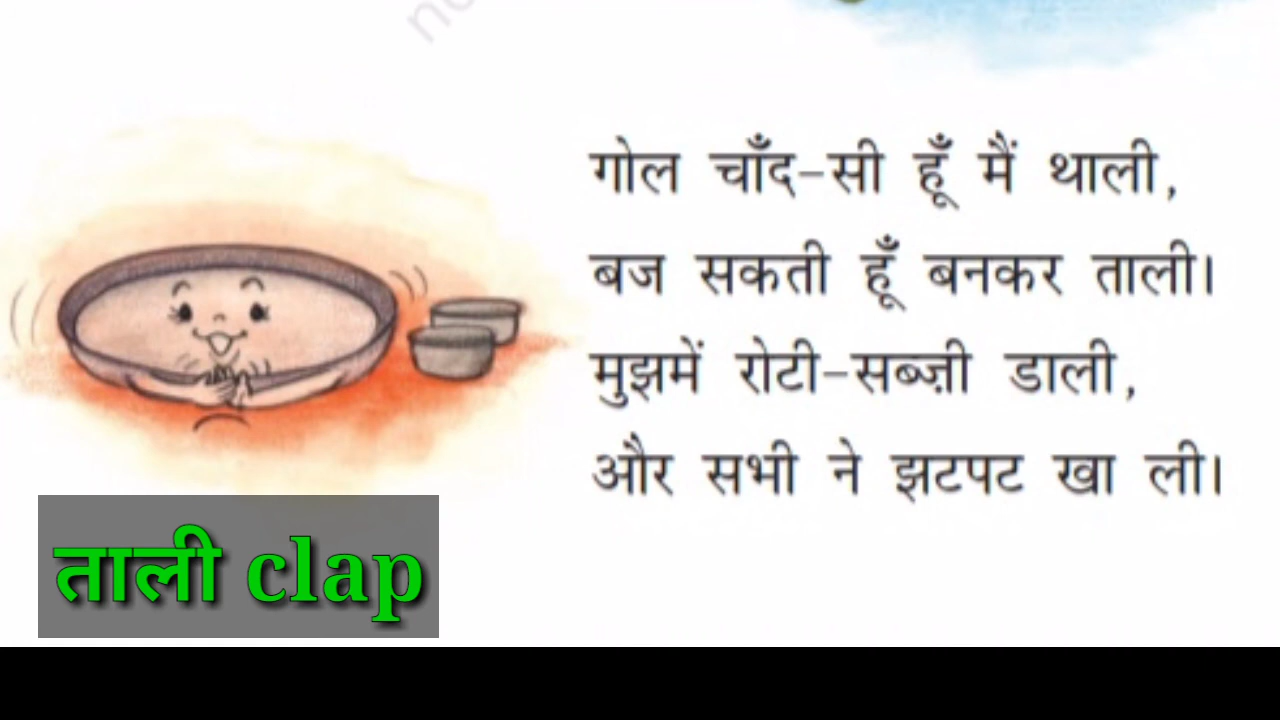 गोल चाँद-सी हूँ मैं थाली,
बज सकती हूँ बनकर ताली।
मुझमें रोटी-सब्ज़ी डाली,
और सभी ने झटपट खा ली।
ताली clap